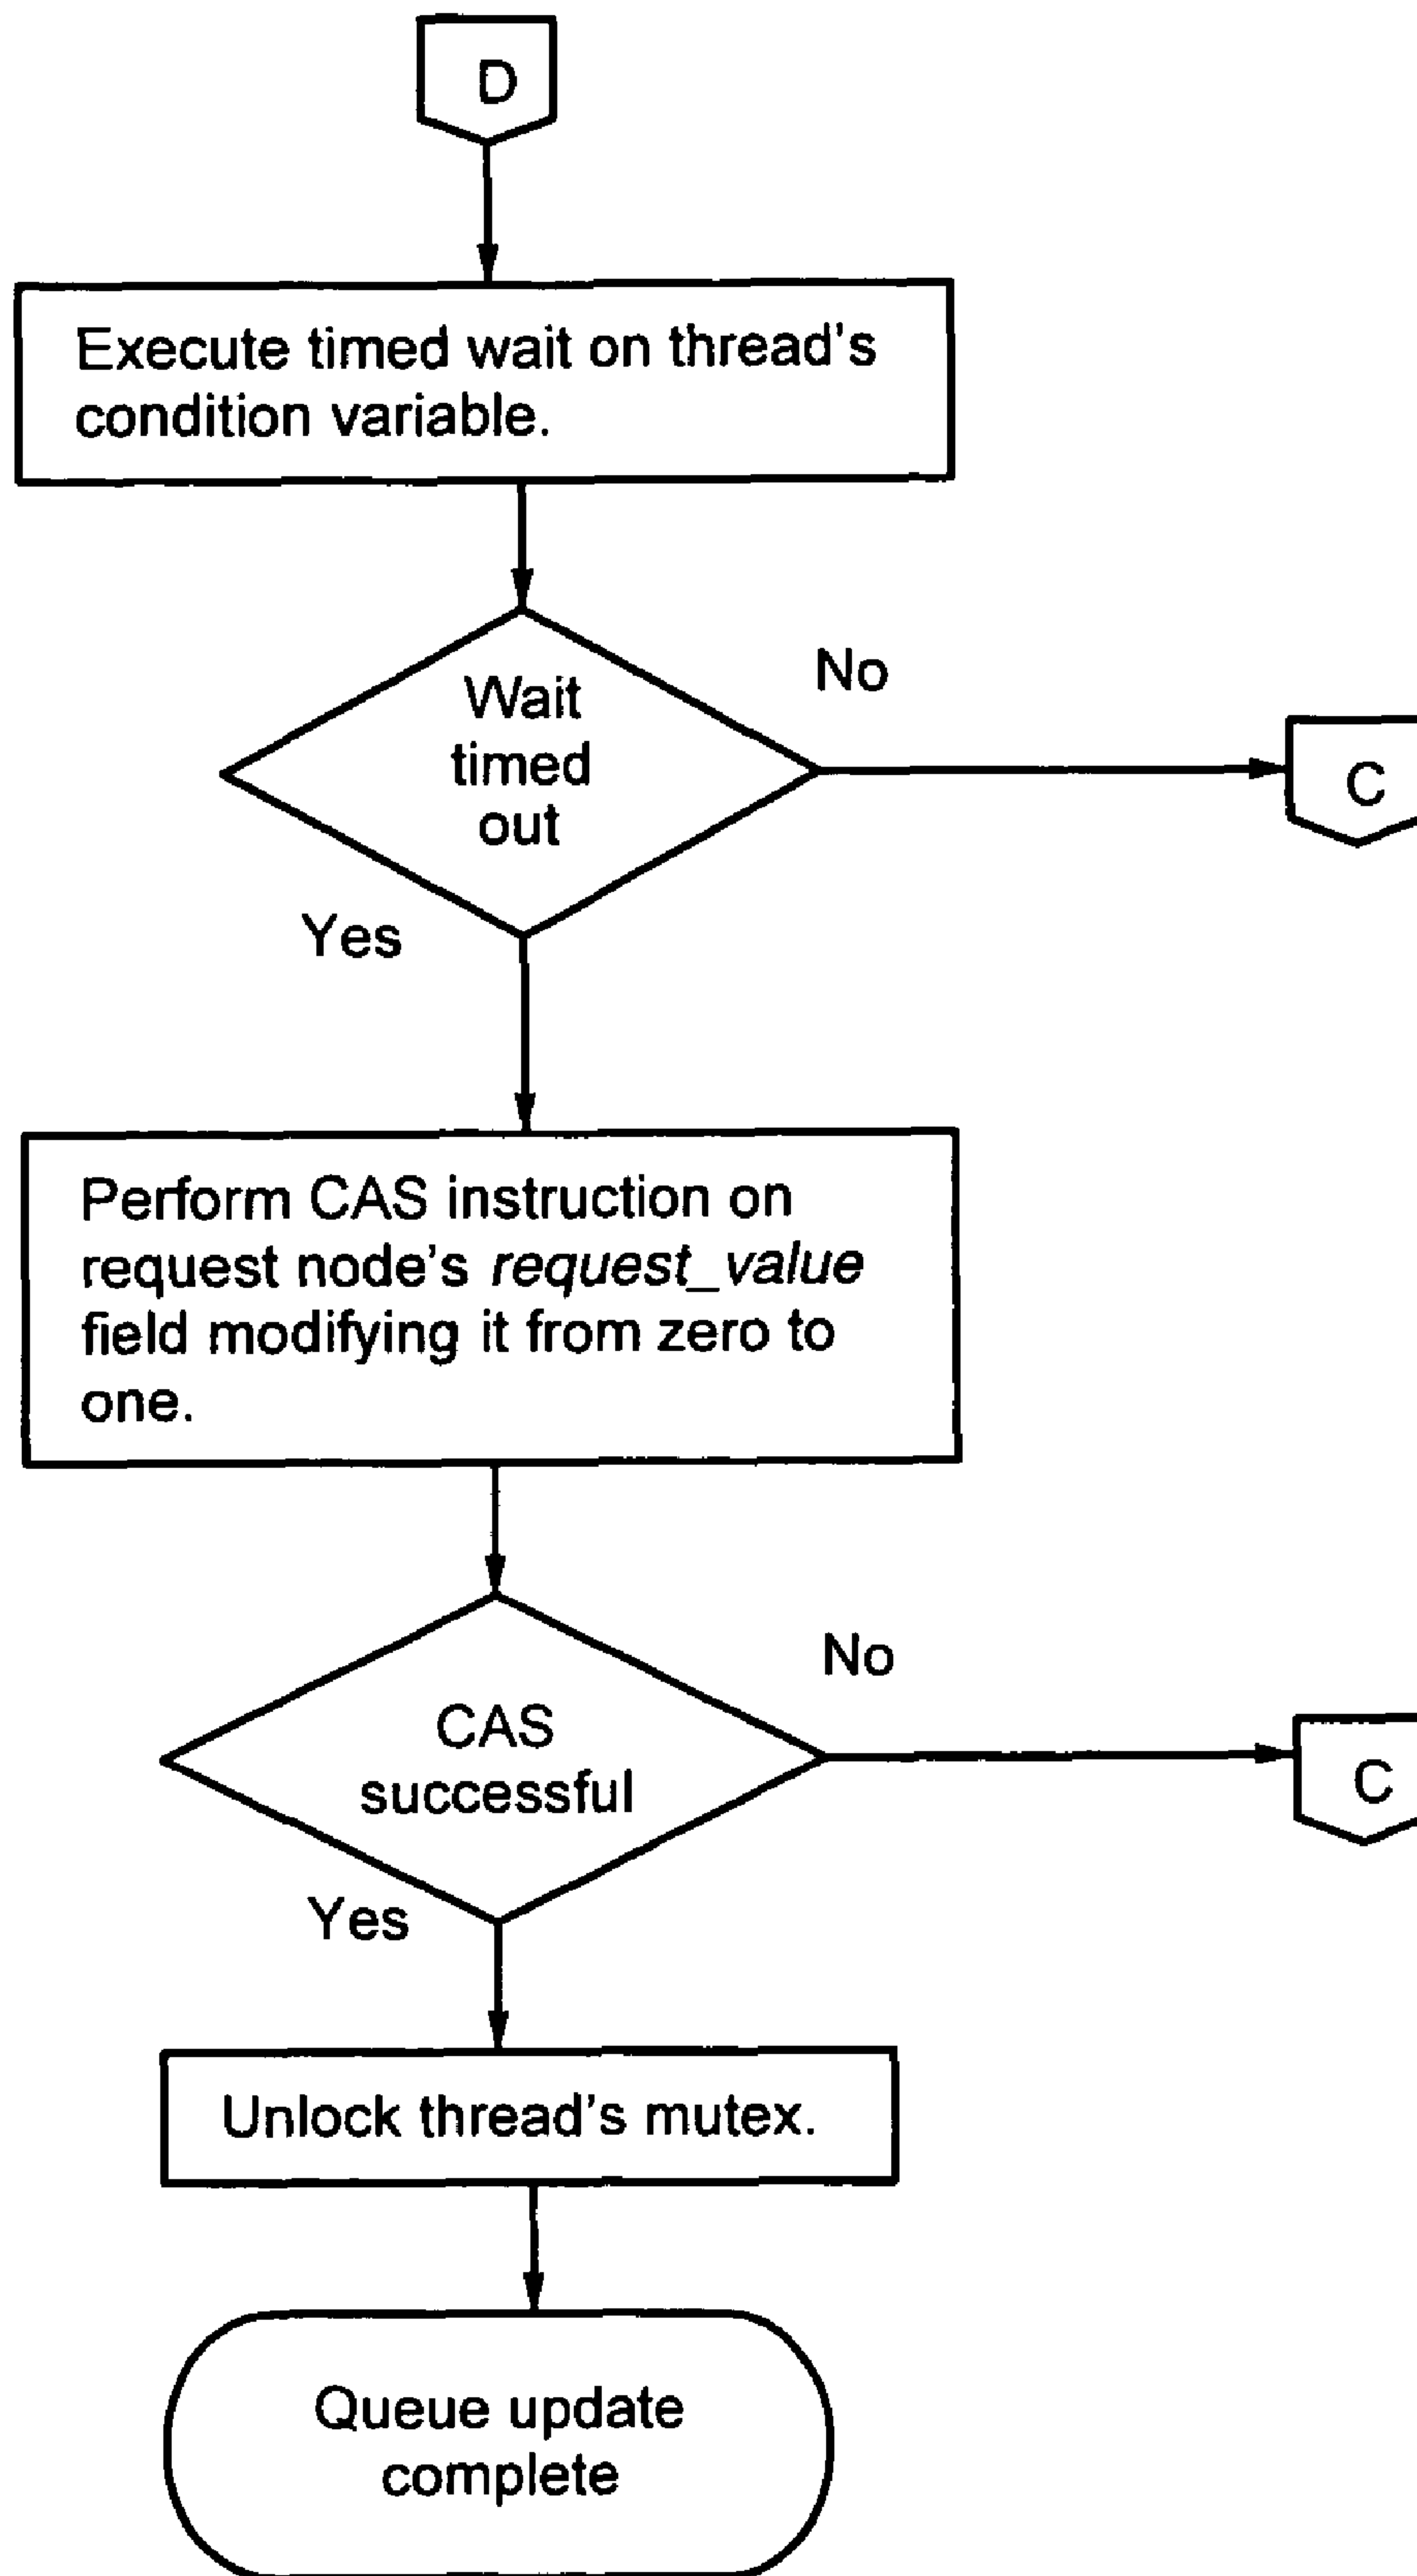 D
Execute timed wait on thread's
condition variable.
Wait
timed
out
No
C
Yes
Perform CAS instruction on
request node's request_value
field modifying it from zero to
one.
CAS
successful
No
C
Yes
Unlock thread's mutex.
Queue update
complete